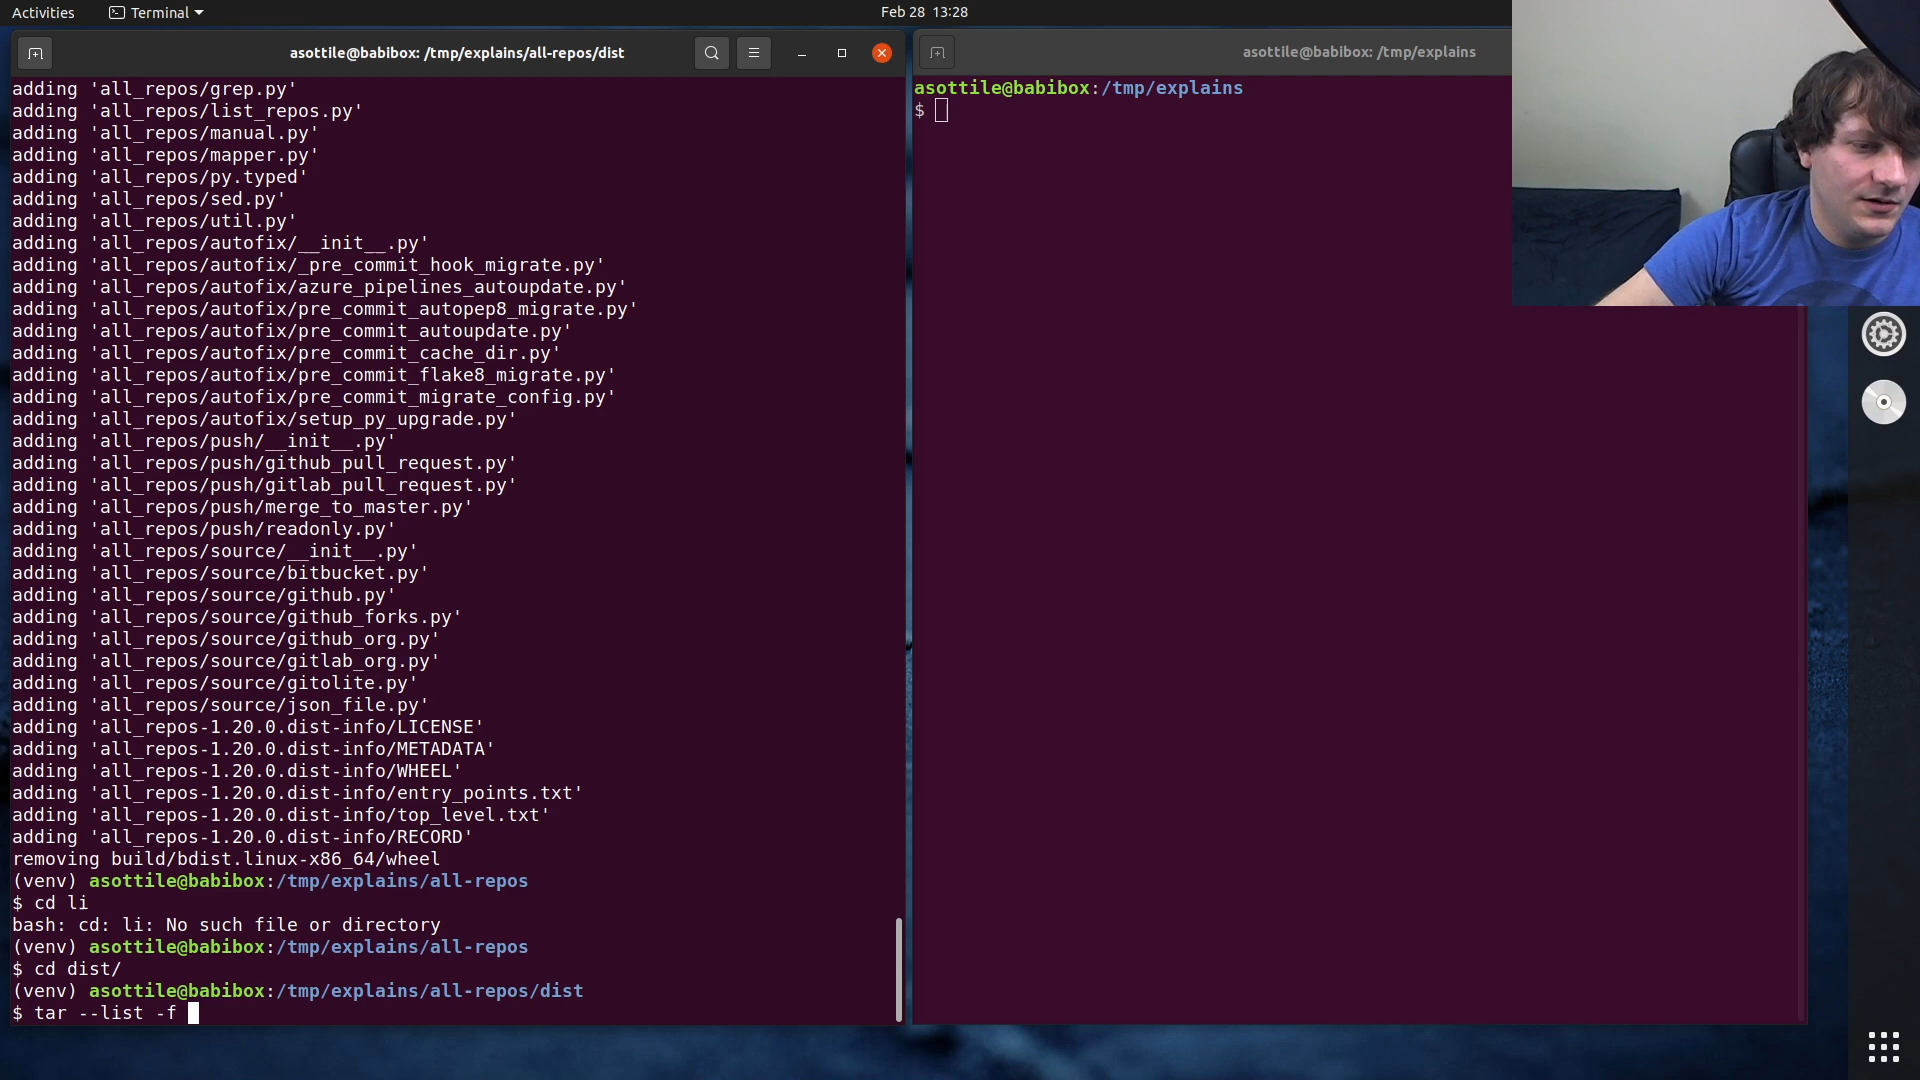 Activities
Terminal
Feb 28 13:28
asottile@babibox: /tmp/explains/all-repos/dist
adding 'all_repos/grep.py'
adding 'all_repos/list_repos.py'
adding 'all_repos/manual.py'
adding 'all_repos/mapper.py'
adding 'all_repos/py.typed'
adding 'all_repos/sed.py'
adding 'all_repos/util.py'
adding 'all_repos/autofix/__init__.py'
adding 'all_repos/autofix/_pre_commit_hook_migrate.py'
adding 'all_repos/autofix/azure_pipelines_autoupdate.py'
adding 'all_repos/autofix/pre_commit_autopep8_migrate.py'
adding 'all_repos/autofix/pre_commit_autoupdate.py'
adding 'all_repos/autofix/pre_commit_cache_dir.py'
adding 'all_repos/autofix/pre_commit_flake8_migrate.py'
adding 'all_repos/autofix/pre_commit_migrate_config.py'
adding 'all_repos/autofix/setup_py_upgrade.py'
adding 'all_repos/push/__init__.py'
adding 'all_repos/push/github_pull_request.py'
adding 'all_repos/push/gitlab_pull_request.py'
adding 'all_repos/push/merge_to_master.py'
adding 'all_repos/push/readonly.py'
adding 'all_repos/source/__init__.py'
adding 'all_repos/source/bitbucket.py'
adding 'all_repos/source/github.py'
adding 'all_repos/source/github_forks.py'
adding 'all_repos/source/github_org.py'
adding 'all_repos/source/gitlab_org.py'
adding 'all_repos/source/gitolite.py'
adding 'all_repos/source/json_file.py'
adding 'all_repos-1.20.0.dist-info/LICENSE'
adding 'all_repos-1.20.0.dist-info/METADATA'
adding 'all_repos-1.20.0.dist-info/WHEEL'
adding 'all_repos-1.20.0.dist-info/entry_points.txt'
adding 'all_repos-1.20.0.dist-info/top_level.txt'
adding 'all_repos-1.20.0.dist-info/RECORD'
removing build/bdist.linux-x86_64/wheel
(venv) asottile@babibox:/tmp/explains/all-repos
$ cd li
bash: cd: li: No such file or directory
(venv) asottile@babibox:/tmp/explains/all-repos
$ cd dist/
(venv) asottile@babibox:/tmp/explains/all-repos/dist
$ tar --list -f
asottile@babibox: /tmp/explains
asottile@babibox:/tmp/explains
$